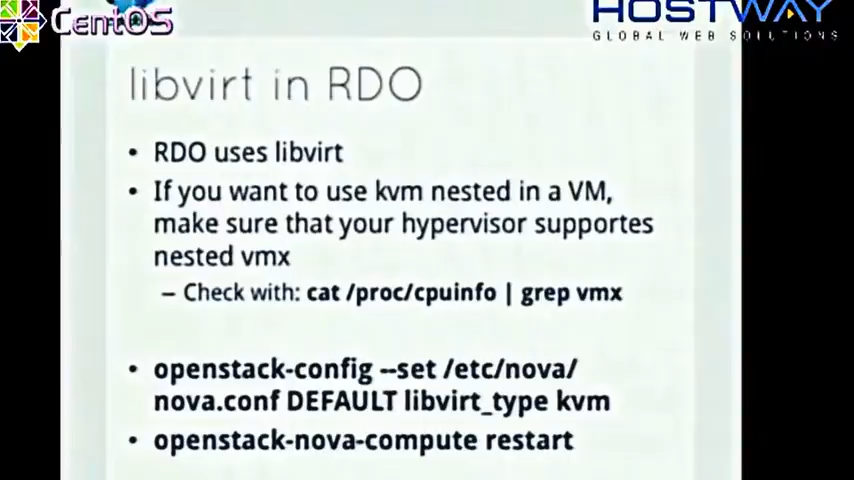 CentOS
HOSTWAY
GLOBAL WEB SOLUTIONS
libvirt in RDO
• RDO uses libvirt
• If you want to use kvm nested in a VM,
make sure that your hypervisor supportes
nested vmx
– Check with: cat /proc/cpuinfo | grep vmx
• openstack-config --set /etc/nova/
nova.conf DEFAULT libvirt_type kvm
• openstack-nova-compute restart